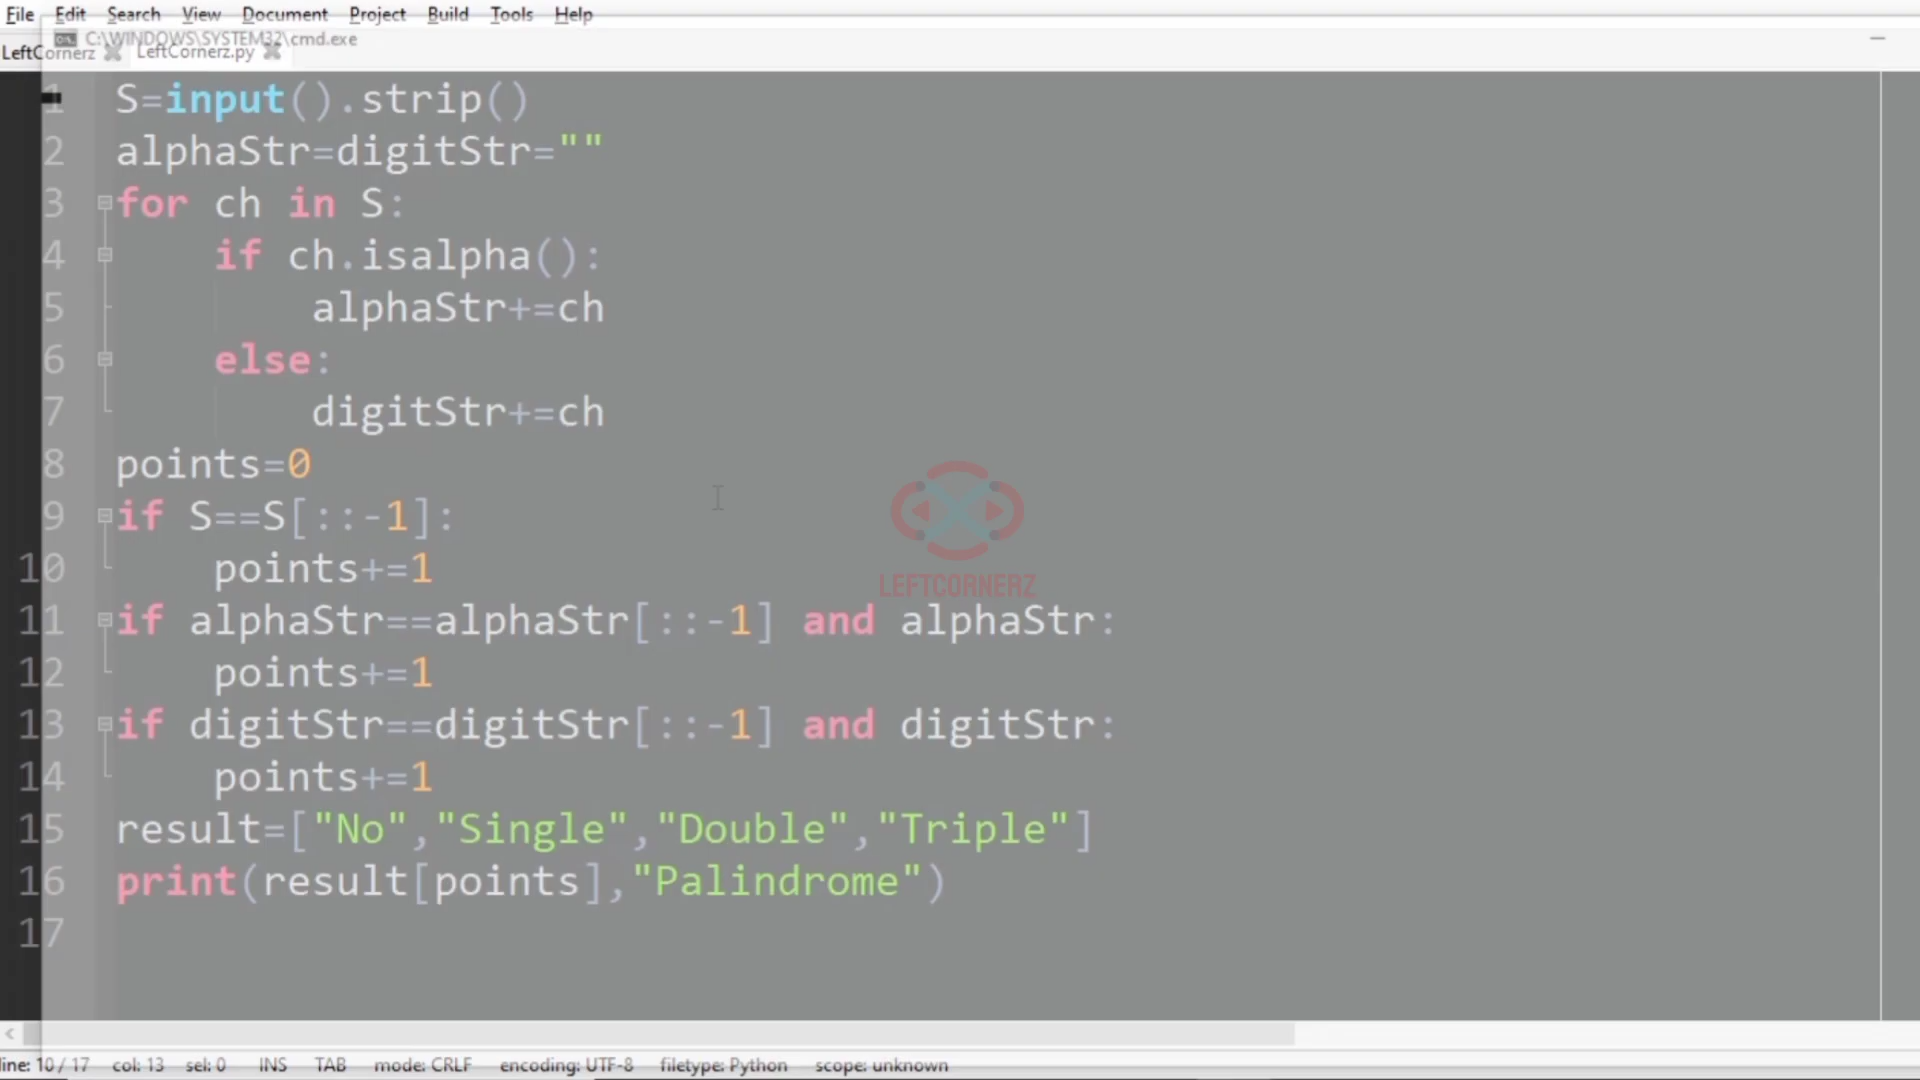 File Edit Search View Document Project Build Tools Help
C:\WINDOWS\SYSTEM32\cmd.exe
LeftCornerz LeftCornerz.py
1 S=input().strip()
2 alphaStr=digitStr=""
3 for ch in S:
4 if ch.isalpha():
5 alphaStr+=ch
6 else:
7 digitStr+=ch
8 points=0
9 if S==S[::-1]:
10 points+=1
11 if alphaStr==alphaStr[::-1] and alphaStr:
12 points+=1
13 if digitStr==digitStr[::-1] and digitStr:
14 points+=1
15 result=["No","Single","Double","Triple"]
16 print(result[points],"Palindrome")
17
LEFTCORNERZ
line: 10 / 17 col: 13 sel: 0 INS TAB mode: CRLF encoding: UTF-8 filetype: Python scope: unknown